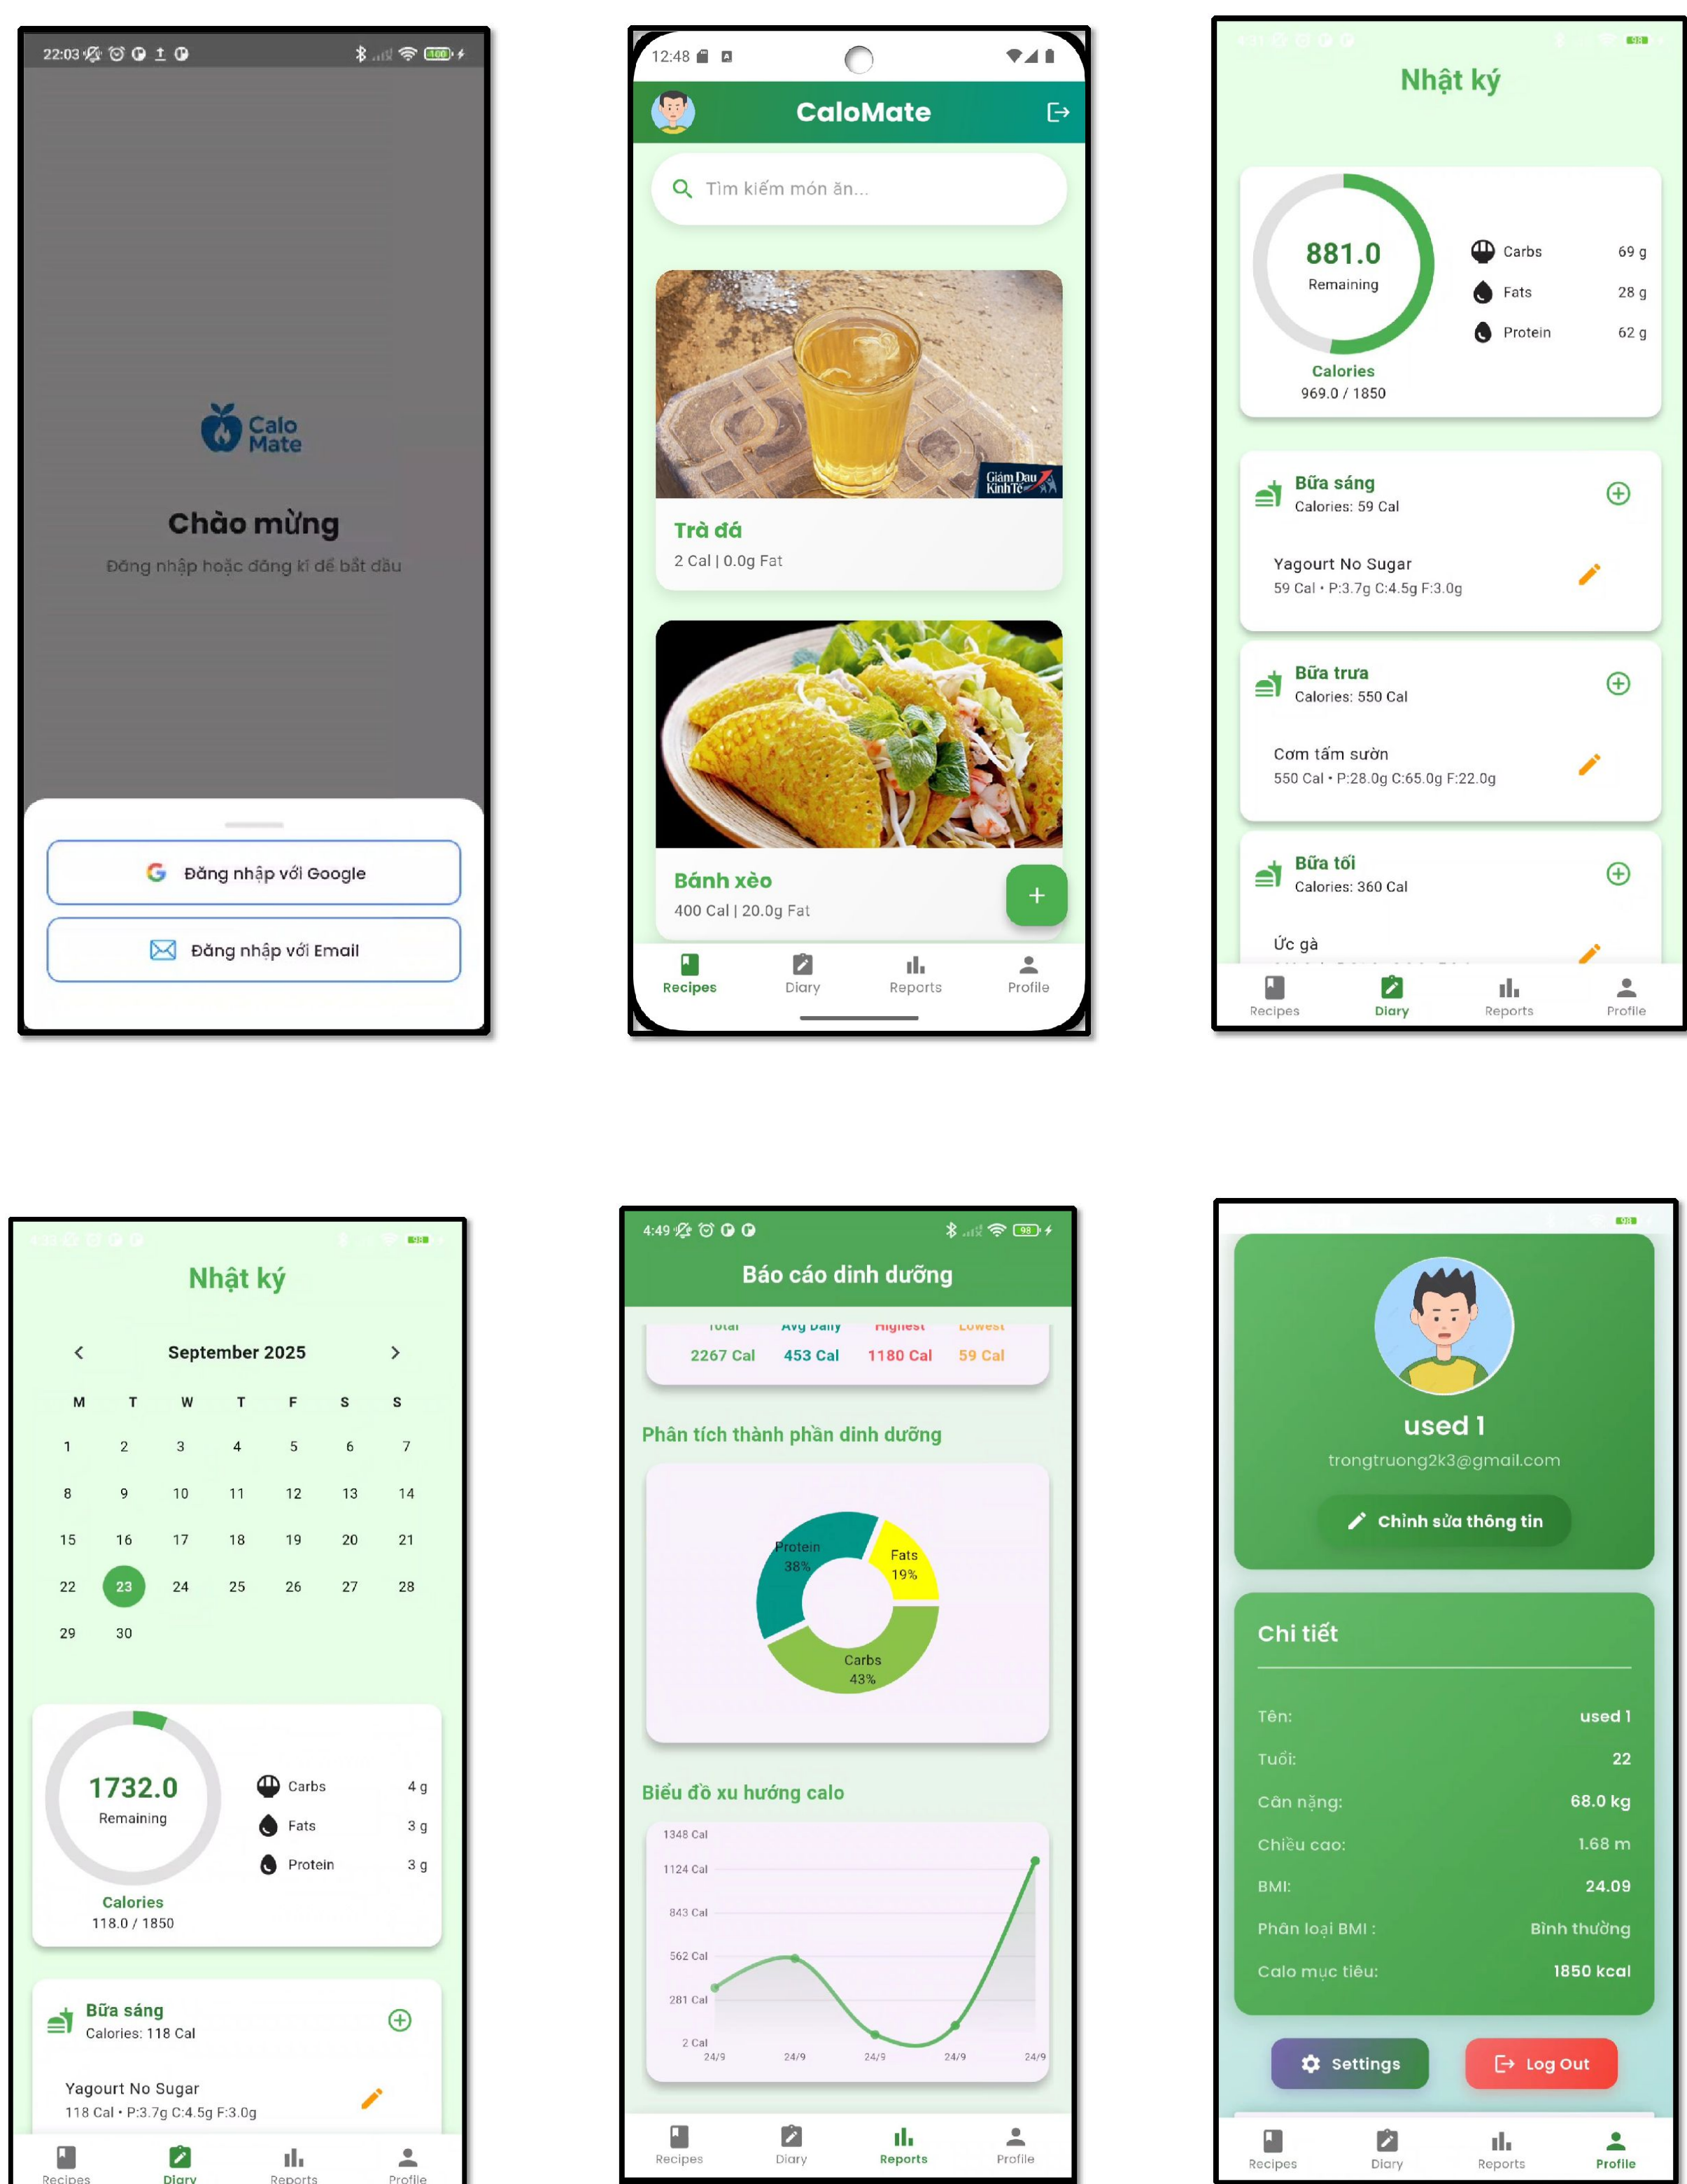 22:03
100
Calo
Mate
Chào mừng
Đăng nhập hoặc đăng kí để bắt đầu
Đăng nhập với Google
Đăng nhập với Email
12:48
CaloMate
Tìm kiếm món ăn...
Giảm Đau
Kinh Tế
Trà đá
2 Cal | 0.0g Fat
Bánh xèo
400 Cal | 20.0g Fat
+
Recipes Diary Reports Profile
98
Nhật ký
881.0
Remaining
Calories
969.0 / 1850
Carbs 69 g
Fats 28 g
Protein 62 g
Bữa sáng
Calories: 59 Cal
Yagourt No Sugar
59 Cal • P:3.7g C:4.5g F:3.0g
Bữa trưa
Calories: 550 Cal
Cơm tấm sườn
550 Cal • P:28.0g C:65.0g F:22.0g
Bữa tối
Calories: 360 Cal
Ức gà
Recipes Diary Reports Profile
98
Nhật ký
September 2025
M T W T F S S
1 2 3 4 5 6 7
8 9 10 11 12 13 14
15 16 17 18 19 20 21
22 23 24 25 26 27 28
29 30
1732.0
Remaining
Calories
118.0 / 1850
Carbs 4 g
Fats 3 g
Protein 3 g
Bữa sáng
Calories: 118 Cal
Yagourt No Sugar
118 Cal • P:3.7g C:4.5g F:3.0g
Recipes Diary Reports Profile
4:49
98
Báo cáo dinh dưỡng
Total Avg Daily Highest Lowest
2267 Cal 453 Cal 1180 Cal 59 Cal
Phân tích thành phần dinh dưỡng
Protein
38%
Fats
19%
Carbs
43%
Biểu đồ xu hướng calo
1348 Cal
1124 Cal
843 Cal
562 Cal
281 Cal
2 Cal
24/9 24/9 24/9 24/9 24/9
Recipes Diary Reports Profile
98
used 1
trongtruong2k3@gmail.com
Chỉnh sửa thông tin
Chi tiết
Tên: used 1
Tuổi: 22
Cân nặng: 68.0 kg
Chiều cao: 1.68 m
BMI: 24.09
Phân loại BMI : Bình thường
Calo mục tiêu: 1850 kcal
Settings
Log Out
Recipes Diary Reports Profile